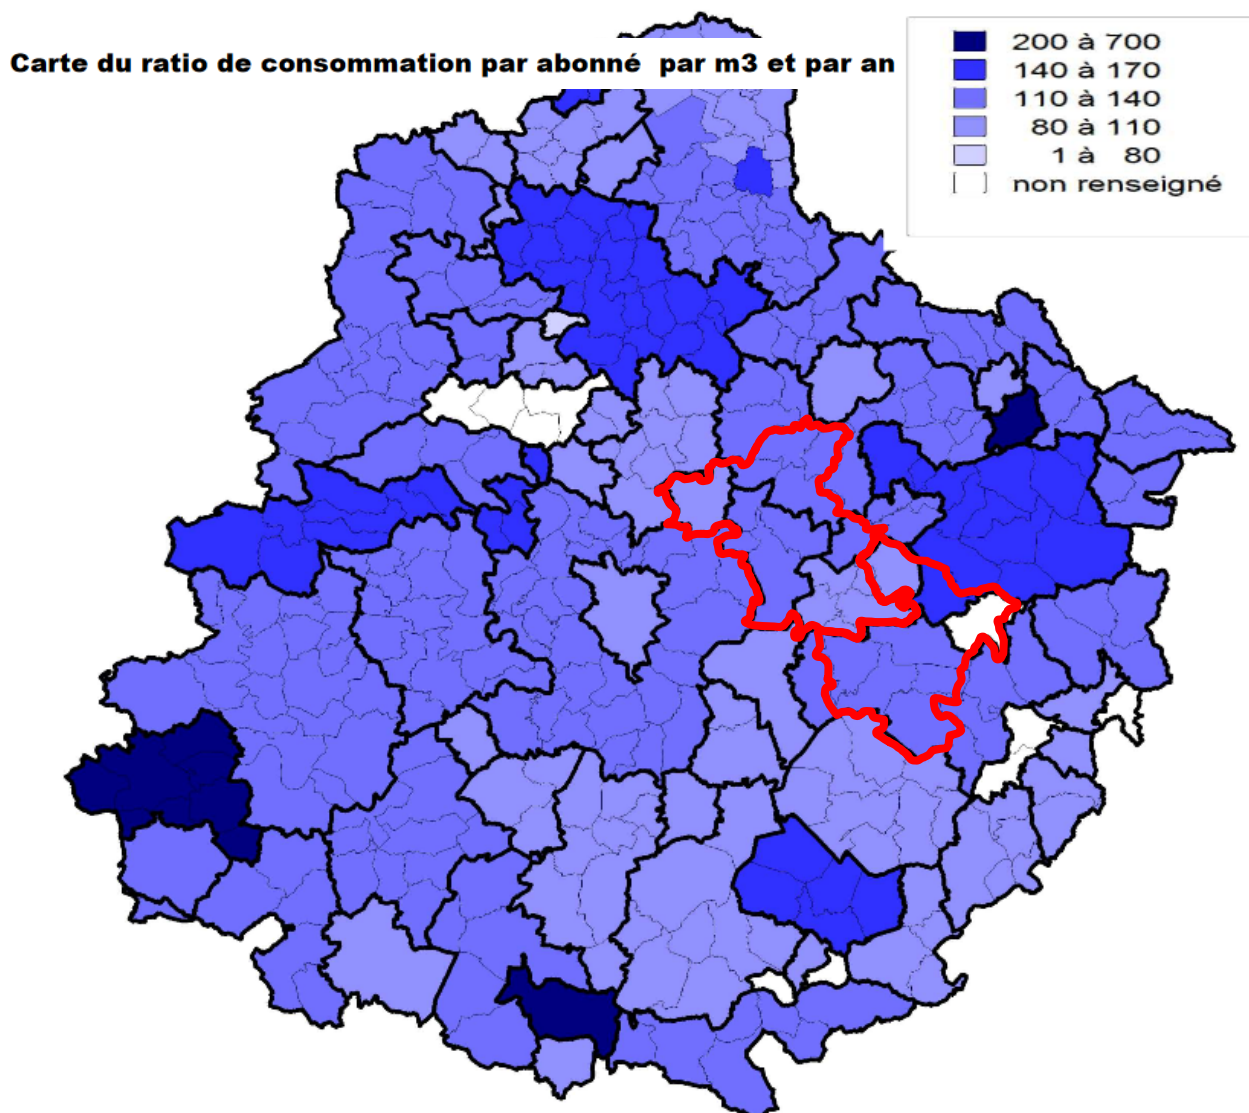 Carte du ratio de consommation par abonné par m3 et par an
200 à 700
140 à 170
110 à 140
80 à 110
1 à 80
non renseigné